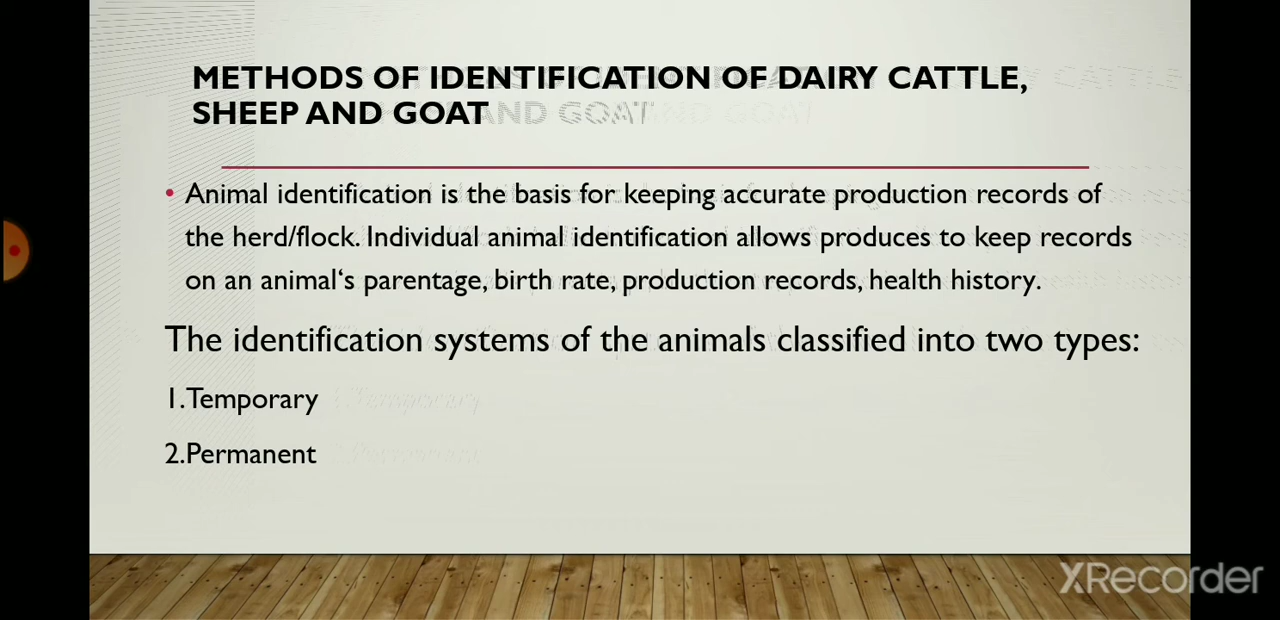 METHODS OF IDENTIFICATION OF DAIRY CATTLE,
SHEEP AND GOAT
• Animal identification is the basis for keeping accurate production records of
the herd/flock. Individual animal identification allows produces to keep records
on an animal‘s parentage, birth rate, production records, health history.
The identification systems of the animals classified into two types:
1.Temporary
2.Permanent
XRecorder